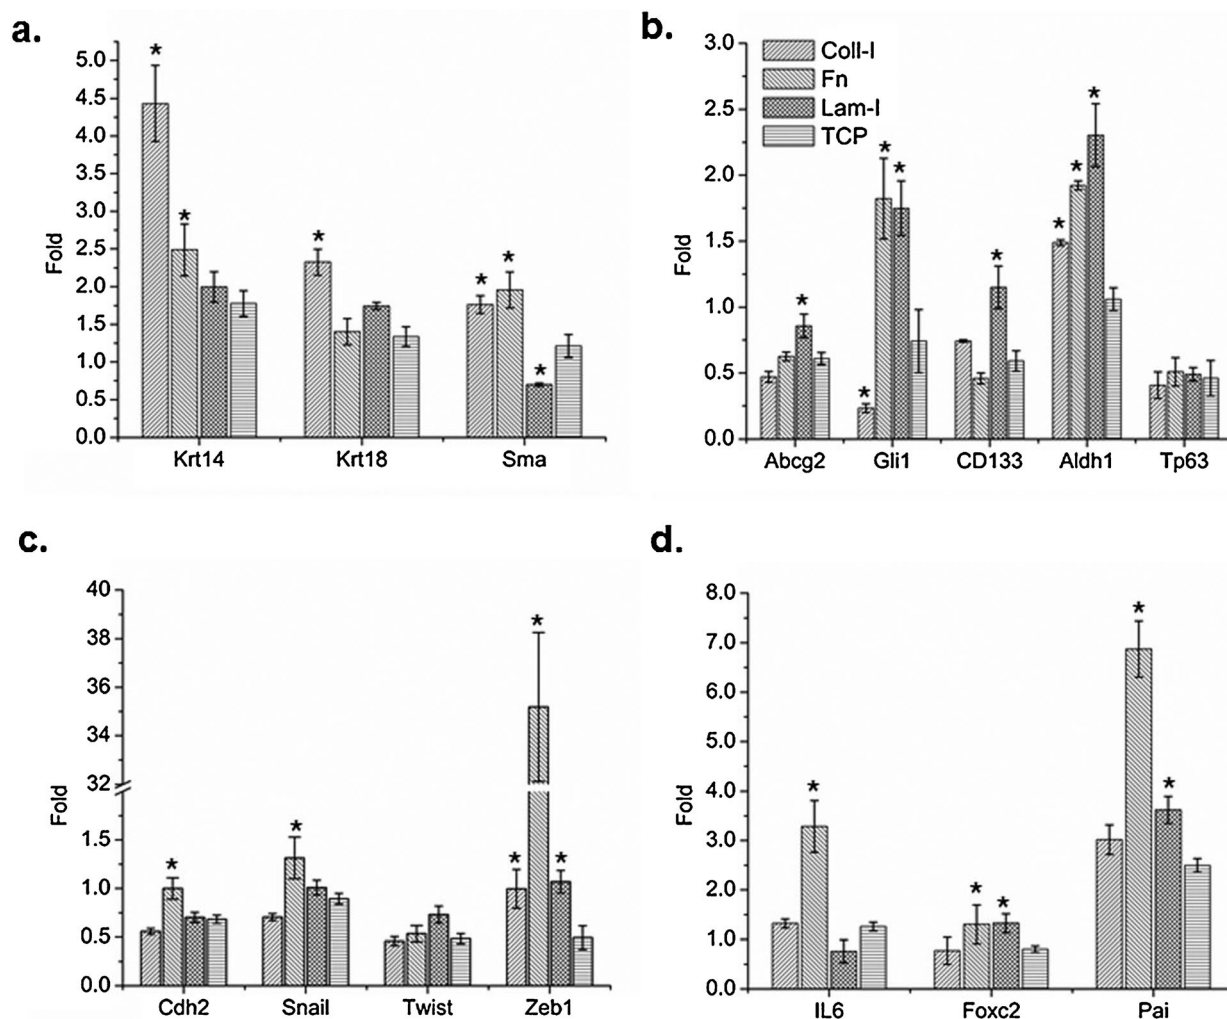 a.
5.0
4.5
4.0
3.5
3.0
2.5
2.0
1.5
1.0
0.5
0.0
Fold
* * * * * *
Krt14 Krt18 Sma
b.
3.0
2.5
2.0
1.5
1.0
0.5
0.0
Fold
Coll-I
Fn
Lam-I
TCP
* * * * * * * *
Abcg2 Gli1 CD133 Aldh1 Tp63
c.
40
38
36
35
34
32
1.5
1.0
0.5
0.0
Fold
* * * * *
Cdh2 Snail Twist Zeb1
d.
8.0
7.0
6.0
5.0
4.0
3.0
2.0
1.0
0.0
Fold
* * * * *
IL6 Foxc2 Pai